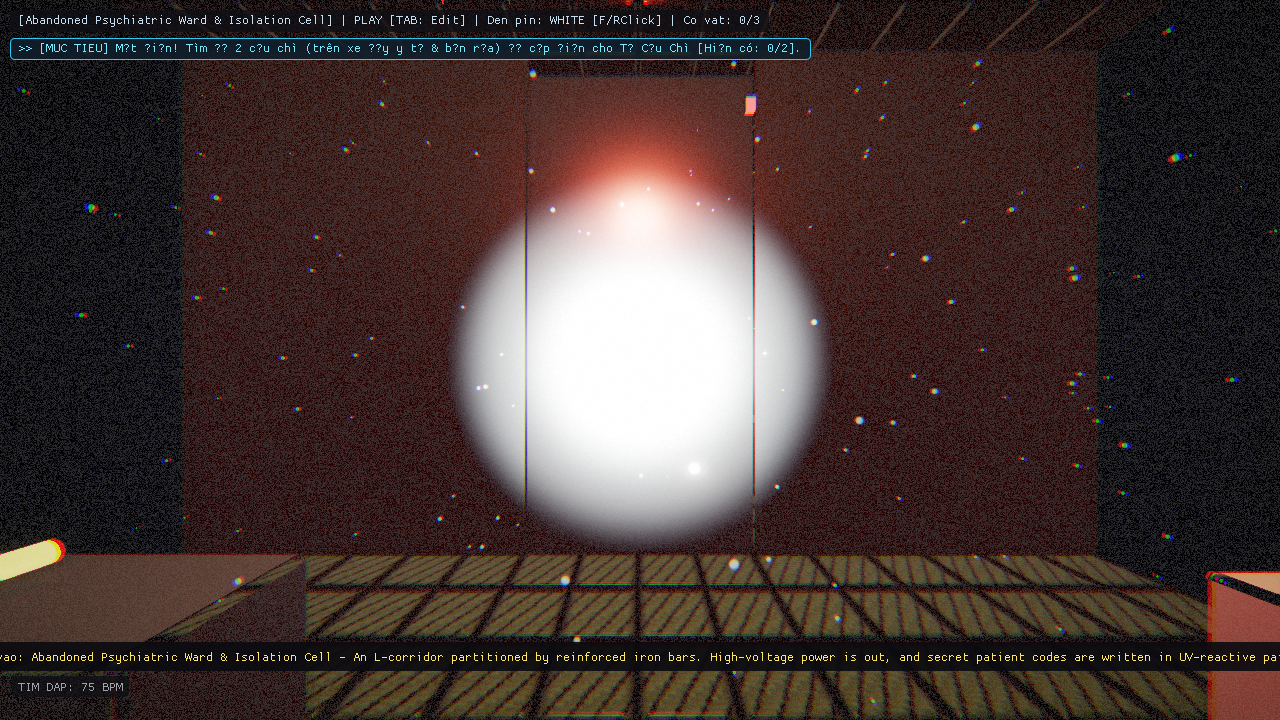 [Abandoned Psychiatric Ward & Isolation Cell] | PLAY [TAB: Edit] | Den pin: WHITE [F/RClick] | Co vat: 0/3
>> [MUC TIEU] M?t ?i?n! Tìm ?? 2 c?u chì (trên xe ??y y t? & b?n r?a) ?? c?p ?i?n cho T? C?u Chì [Hi?n có: 0/2].
vao: Abandoned Psychiatric Ward & Isolation Cell - An L-corridor partitioned by reinforced iron bars. High-voltage power is out, and secret patient codes are written in UV-reactive pa
TIM DAP: 75 BPM